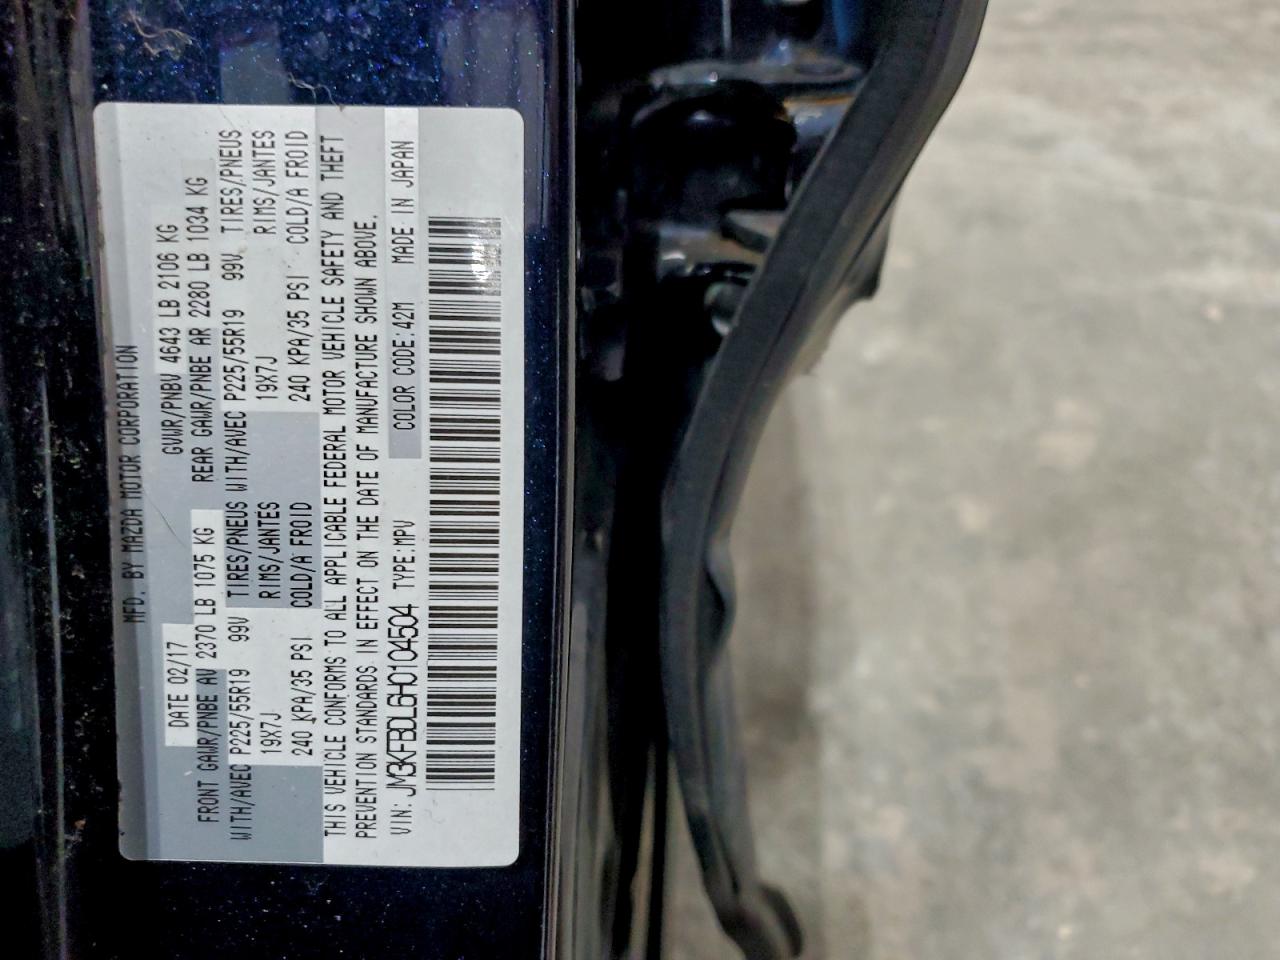 MFD. BY MAZDA MOTOR CORPORATION
DATE 02/17 GVWR/PNBV 4643 LB 2106 KG
FRONT GAWR/PNBE AV 2370 LB 1075 KG REAR GAWR/PNBE AR 2280 LB 1034 KG
WITH/AVEC P225/55R19 99V TIRES/PNEUS WITH/AVEC P225/55R19 99V TIRES/PNEUS
19X7J RIMS/JANTES 19X7J RIMS/JANTES
240 KPA/35 PSI COLD/A FROID 240 KPA/35 PSI COLD/A FROID
THIS VEHICLE CONFORMS TO ALL APPLICABLE FEDERAL MOTOR VEHICLE SAFETY AND THEFT
PREVENTION STANDARDS IN EFFECT ON THE DATE OF MANUFACTURE SHOWN ABOVE.
VIN: JM3KFBDL6H0104504 TYPE:MPV COLOR CODE:42M MADE: IN JAPAN